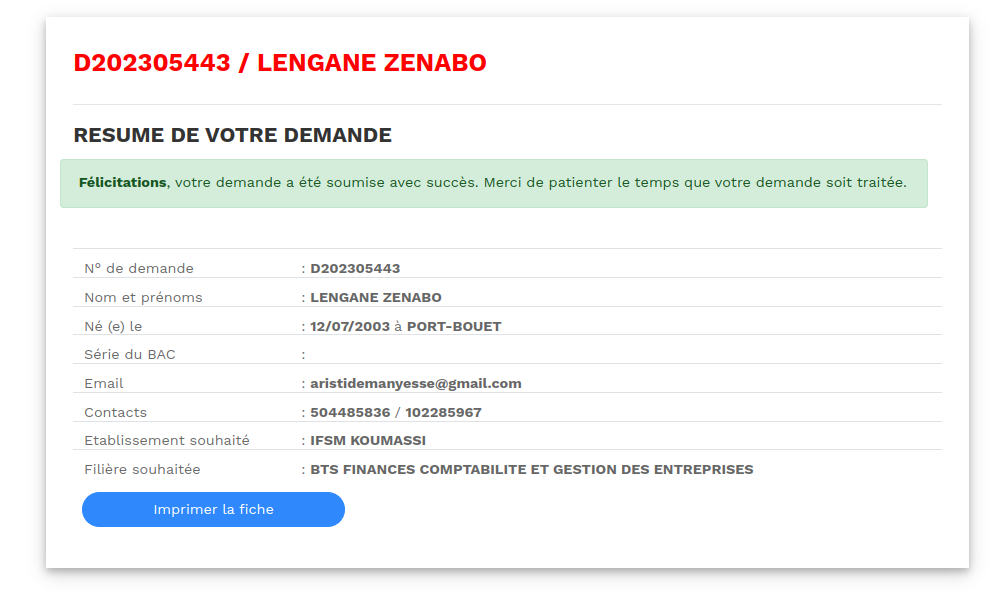 D202305443 / LENGANE ZENABO
RESUME DE VOTRE DEMANDE
Félicitations, votre demande a été soumise avec succès. Merci de patienter le temps que votre demande soit traitée.
N° de demande : D202305443
Nom et prénoms : LENGANE ZENABO
Né (e) le : 12/07/2003 à PORT-BOUET
Série du BAC :
Email : aristidemanyesse@gmail.com
Contacts : 504485836 / 102285967
Etablissement souhaité : IFSM KOUMASSI
Filière souhaitée : BTS FINANCES COMPTABILITE ET GESTION DES ENTREPRISES
Imprimer la fiche